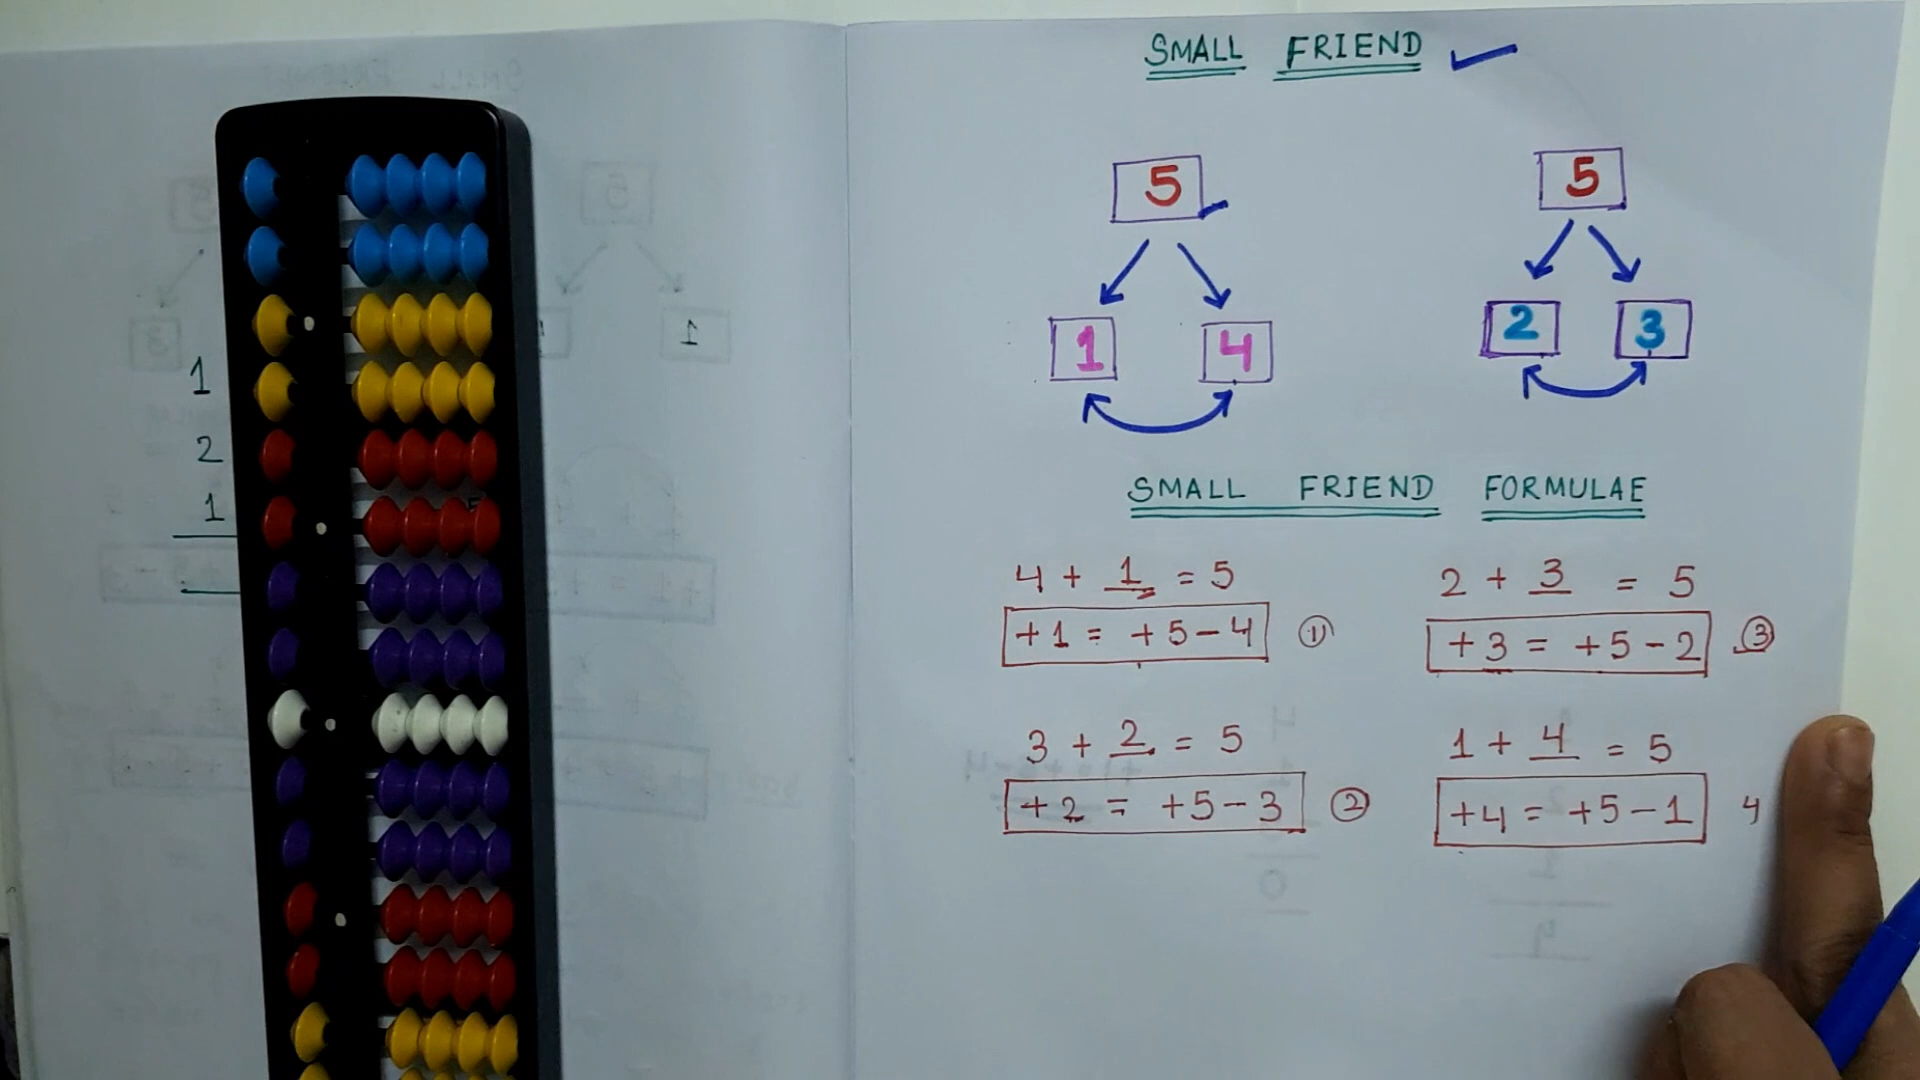 SMALL FRIEND
5 5
1 4 2 3
1
2
1
SMALL FRIEND FORMULAE
4 + 1 = 5
+1 = +5-4 ①
2 + 3 = 5
+3 = +5-2 ③
3 + 2 = 5
+2 = +5-3 ②
1 + 4 = 5
+4 = +5-1 4